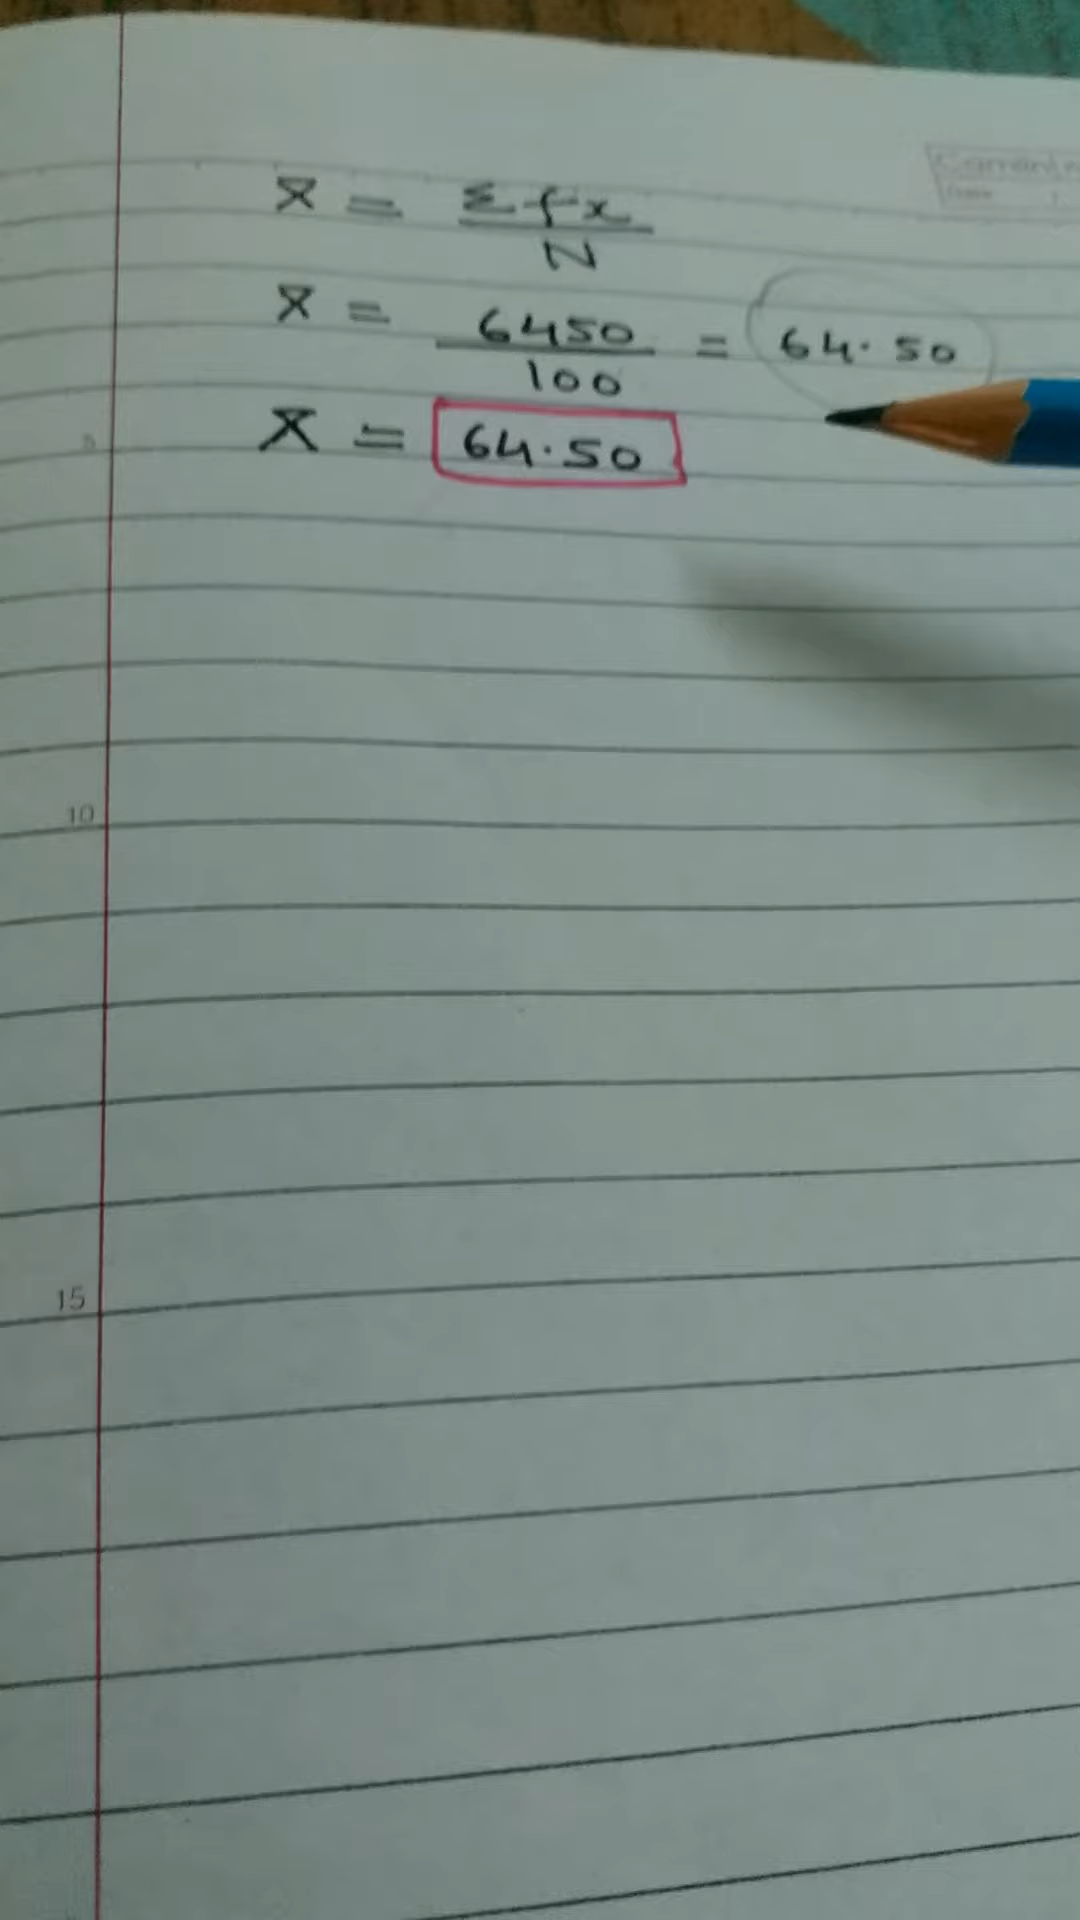 X̄ = Σfx / N
X̄ = 6450 / 100 = 64.50
X̄ = 64.50
5
10
15